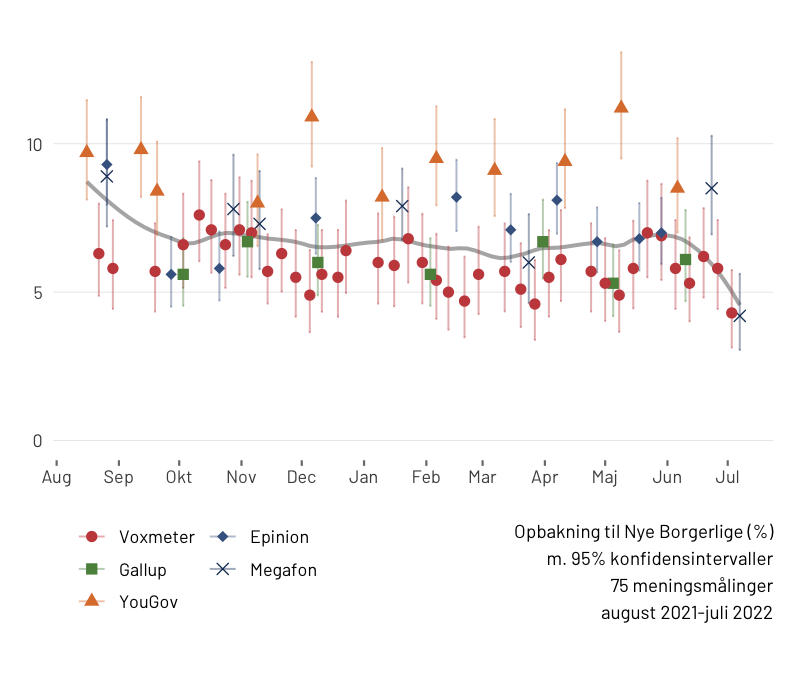 10
5
0
Aug Sep Okt Nov Dec Jan Feb Mar Apr Maj Jun Jul
Voxmeter Epinion
Gallup Megafon
YouGov
Opbakning til Nye Borgerlige (%)
m. 95% konfidensintervaller
75 meningsmålinger
august 2021-juli 2022